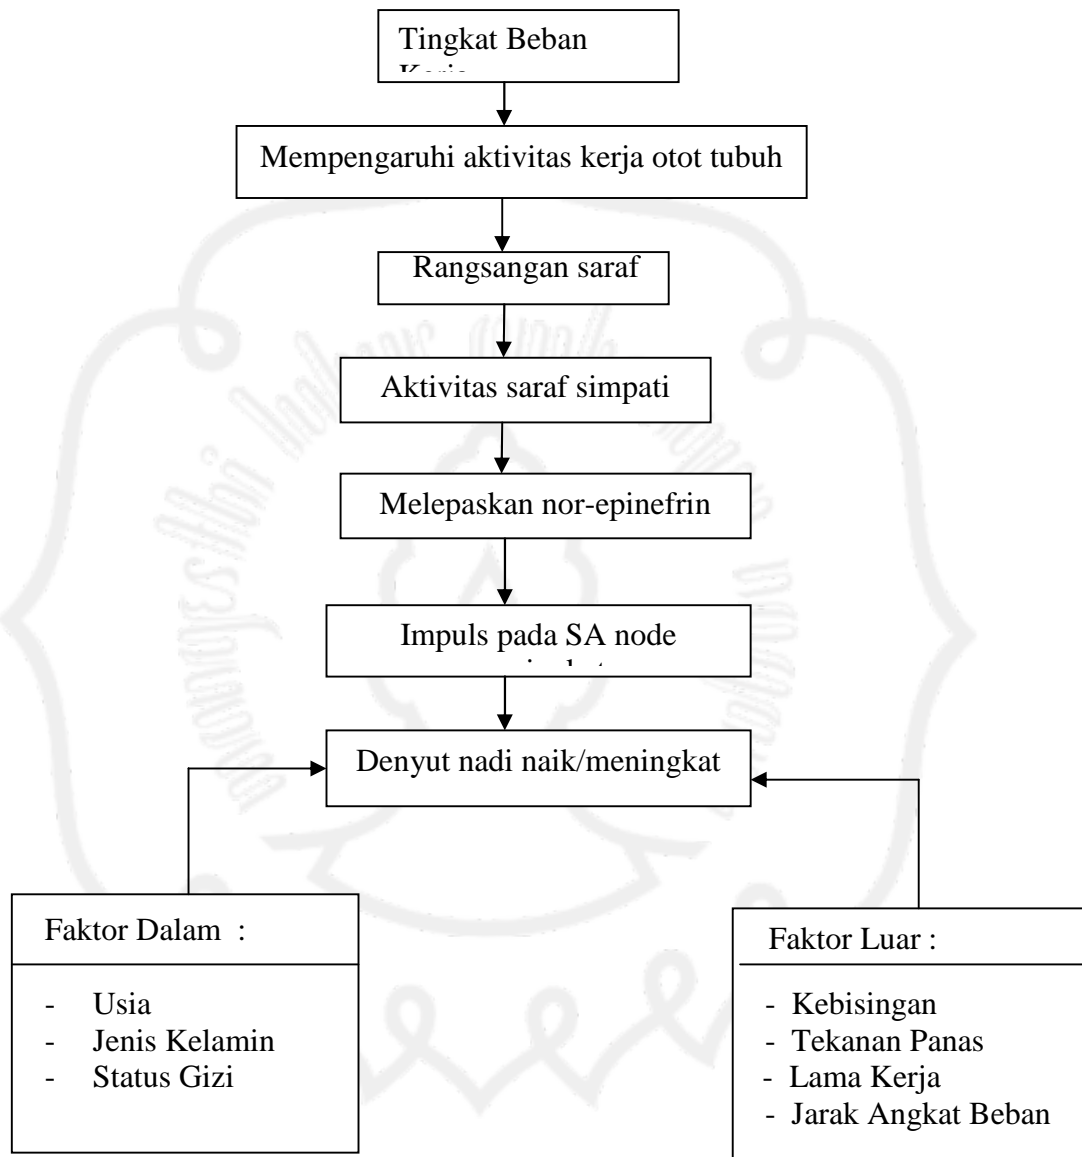 Tingkat Beban
Mempengaruhi aktivitas kerja otot tubuh
Rangsangan saraf
Aktivitas saraf simpati
Melepaskan nor-epinefrin
Impuls pada SA node
Denyut nadi naik/meningkat
Faktor Dalam :
- Usia
- Jenis Kelamin
- Status Gizi
Faktor Luar :
- Kebisingan
- Tekanan Panas
- Lama Kerja
- Jarak Angkat Beban